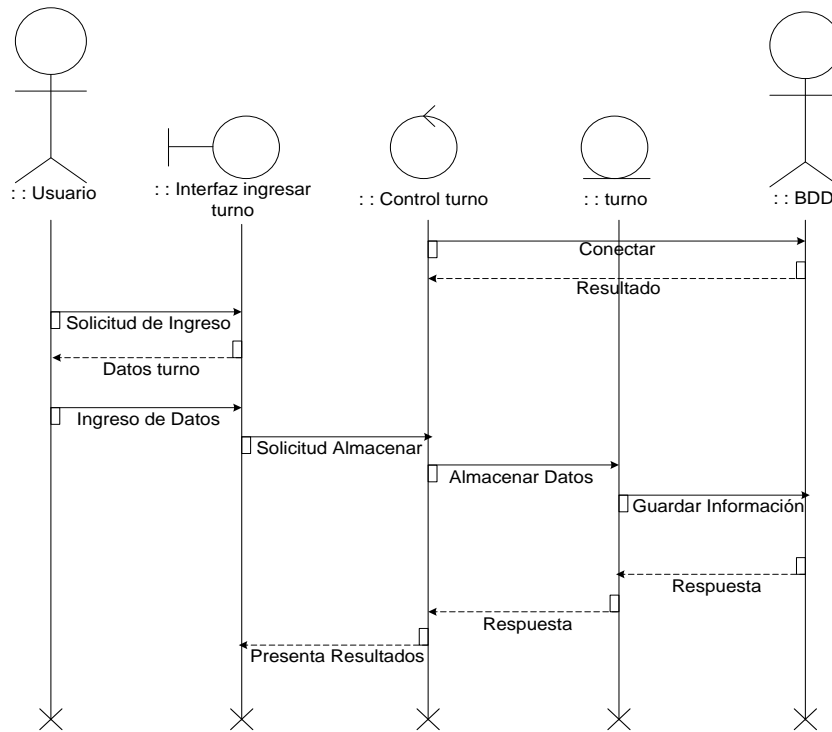 : : Usuario
: : Interfaz ingresar
turno
: : Control turno
: : turno
: : BDD
Conectar
Resultado
Solicitud de Ingreso
Datos turno
Ingreso de Datos
Solicitud Almacenar
Almacenar Datos
Guardar Información
Respuesta
Respuesta
Presenta Resultados